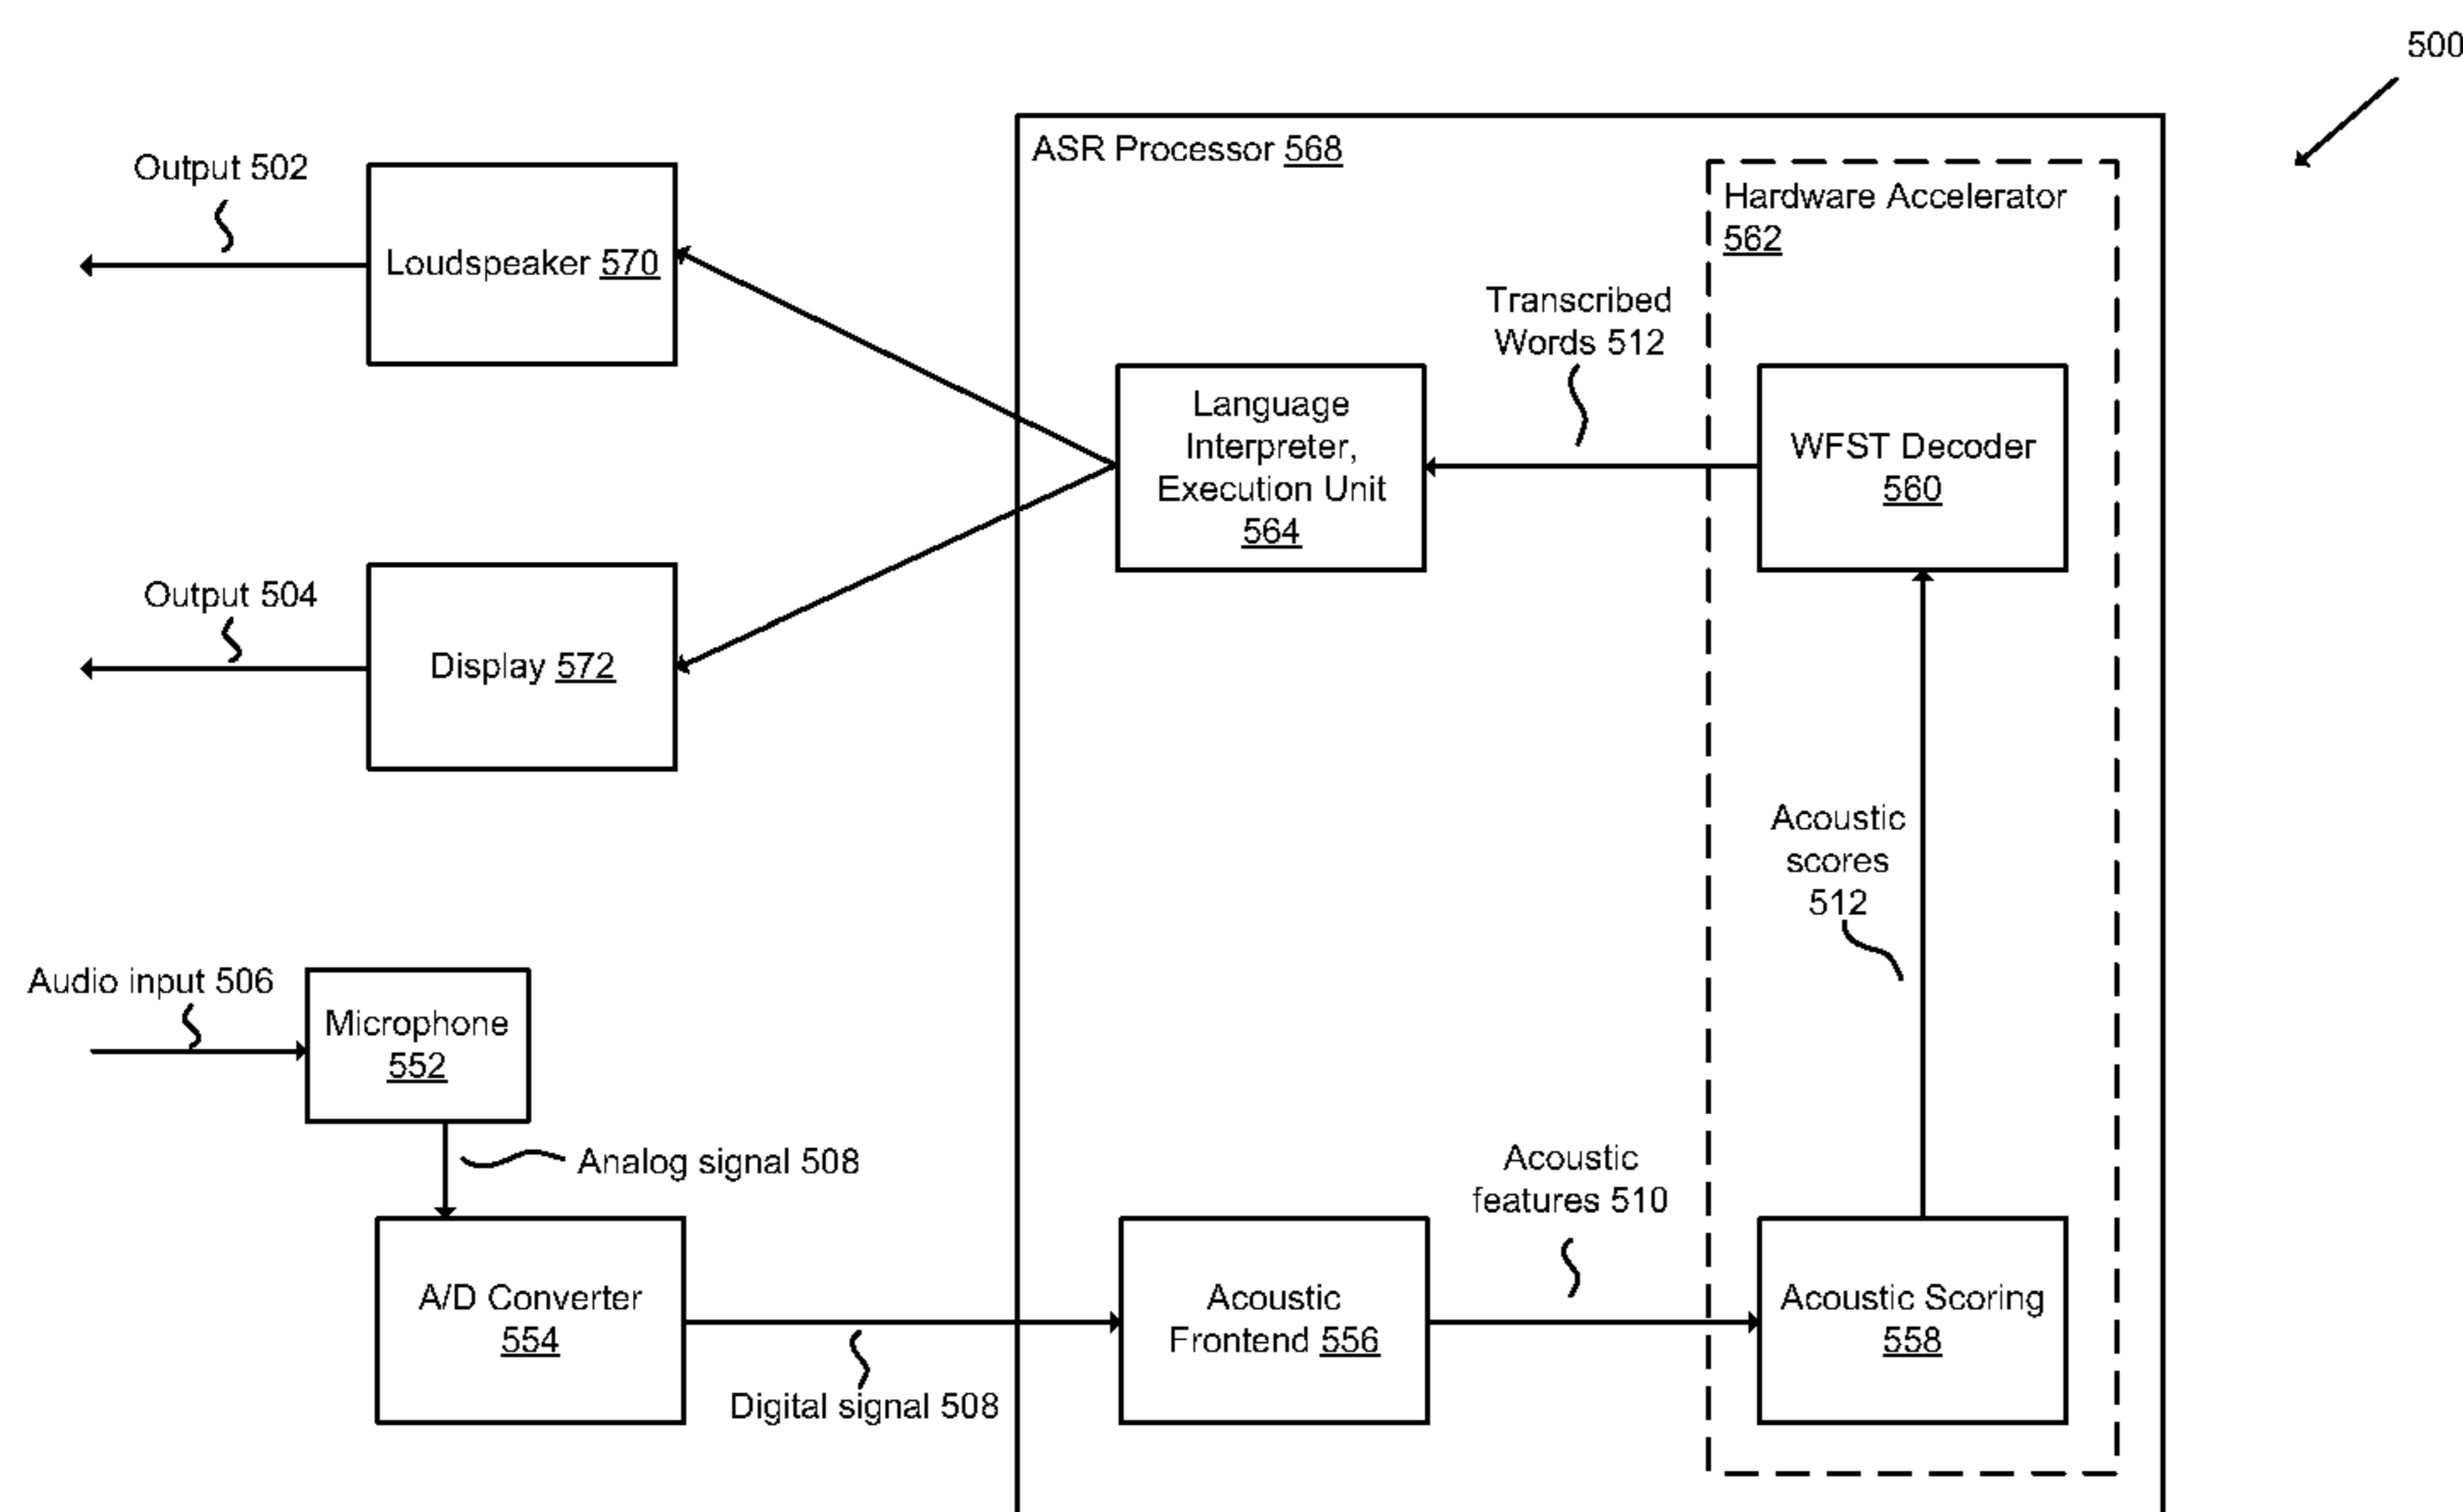 500
ASR Processor 568
Output 502
Hardware Accelerator
562
Loudspeaker 570
Transcribed
Words 512
Language
Interpreter,
Execution Unit
564
WFST Decoder
560
Output 504
Display 572
Acoustic
scores
512
Audio input 506
Microphone
552
Analog signal 508
Acoustic
features 510
A/D Converter
554
Acoustic
Frontend 556
Acoustic Scoring
558
Digital signal 508